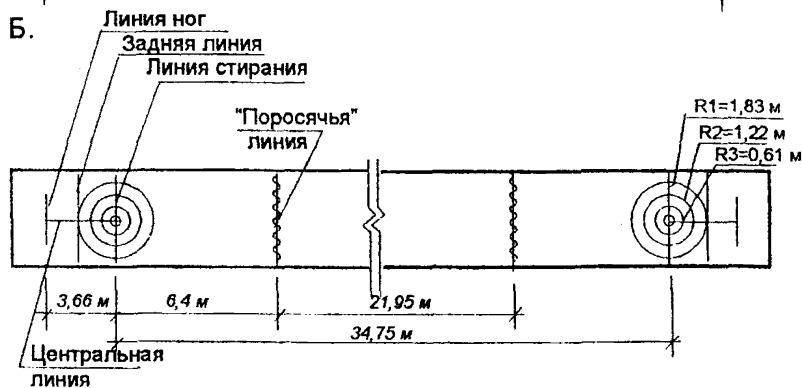 Б.
Линия ног
Задняя линия
Линия стирания
"Поросячья"
линия
R1=1,83 м
R2=1,22 м
R3=0,61 м
3,66 м
6,4 м
21,95 м
34,75 м
Центральная
линия